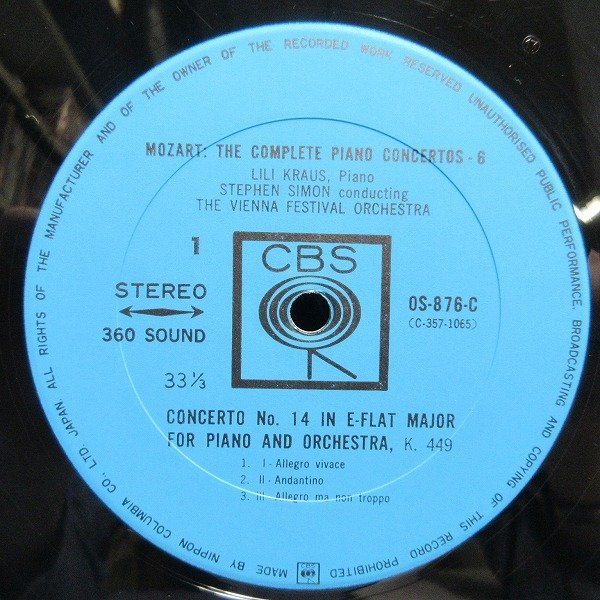 MOZART: THE COMPLETE PIANO CONCERTOS - 6
LILI KRAUS, Piano
STEPHEN SIMON conducting
THE VIENNA FESTIVAL ORCHESTRA
1
CBS
STEREO
360 SOUND
OS-876-C
(C-357-1065)
33⅓
CONCERTO No. 14 IN E-FLAT MAJOR
FOR PIANO AND ORCHESTRA, K. 449
1. I - Allegro vivace
2. II - Andantino
3. III - Allegro ma non troppo
MADE BY NIPPON COLUMBIA CO., LTD. JAPAN. ALL RIGHTS OF THE MANUFACTURER AND OF THE OWNER OF THE RECORDED WORK RESERVED UNAUTHORISED PUBLIC PERFORMANCE. BROADCASTING AND COPYING OF THIS RECORD PROHIBITED
CBS